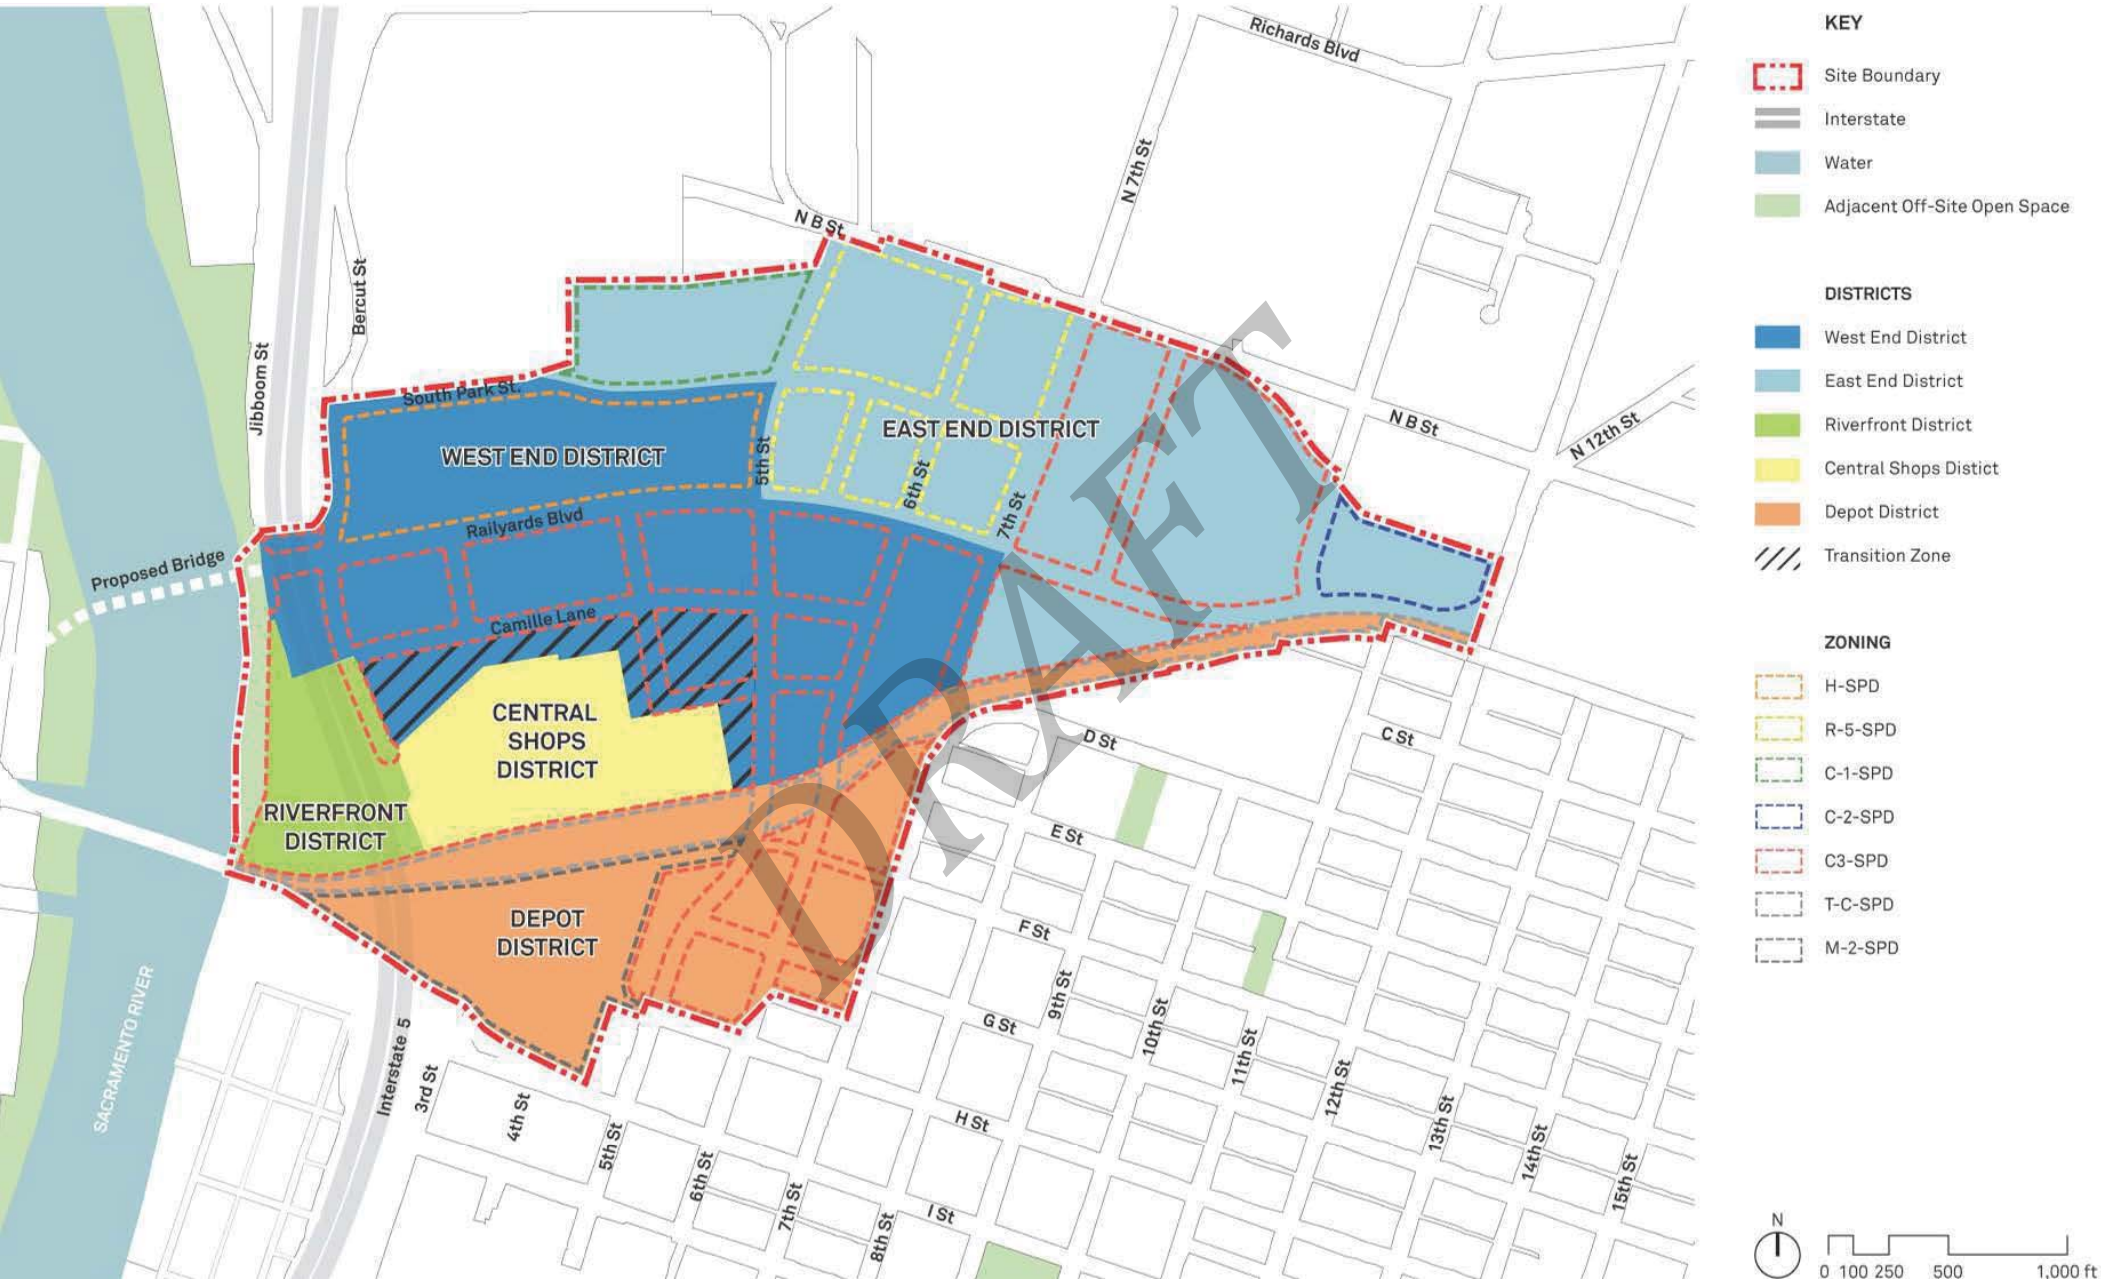 Richards Blvd
N 7th St
N B St
Bercut St
Jibboom St
South Park St.
WEST END DISTRICT
5th St
EAST END DISTRICT
6th St
7th St
N B St
N 12th St
Railyards Blvd
Proposed Bridge
Camille Lane
CENTRAL
SHOPS
DISTRICT
RIVERFRONT
DISTRICT
DEPOT
DISTRICT
DRAFT
D St
C St
E St
F St
G St
H St
I St
SACRAMENTO RIVER
Interstate 5
3rd St
4th St
5th St
6th St
7th St
8th St
9th St
10th St
11th St
12th St
13th St
14th St
15th St
KEY
Site Boundary
Interstate
Water
Adjacent Off-Site Open Space
DISTRICTS
West End District
East End District
Riverfront District
Central Shops Distict
Depot District
Transition Zone
ZONING
H-SPD
R-5-SPD
C-1-SPD
C-2-SPD
C3-SPD
T-C-SPD
M-2-SPD
N
0 100 250 500 1,000 ft